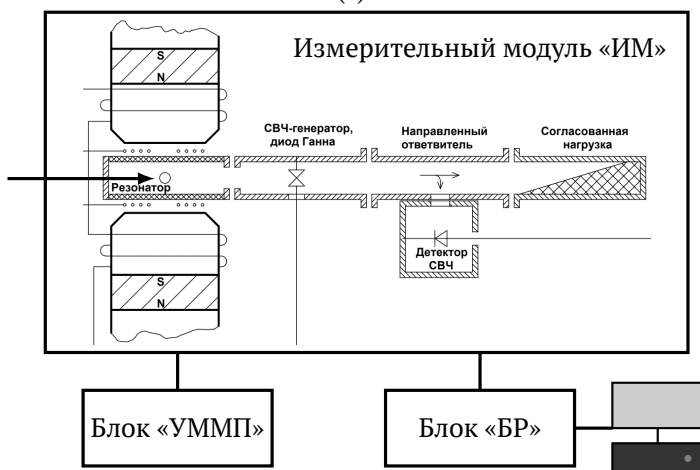 Измерительный модуль «ИМ»
S
N
СВЧ-генератор,
диод Ганна
Направленный
ответвитель
Согласованная
нагрузка
Резонатор
Детектор
СВЧ
S
N
Блок «УММП»
Блок «БР»